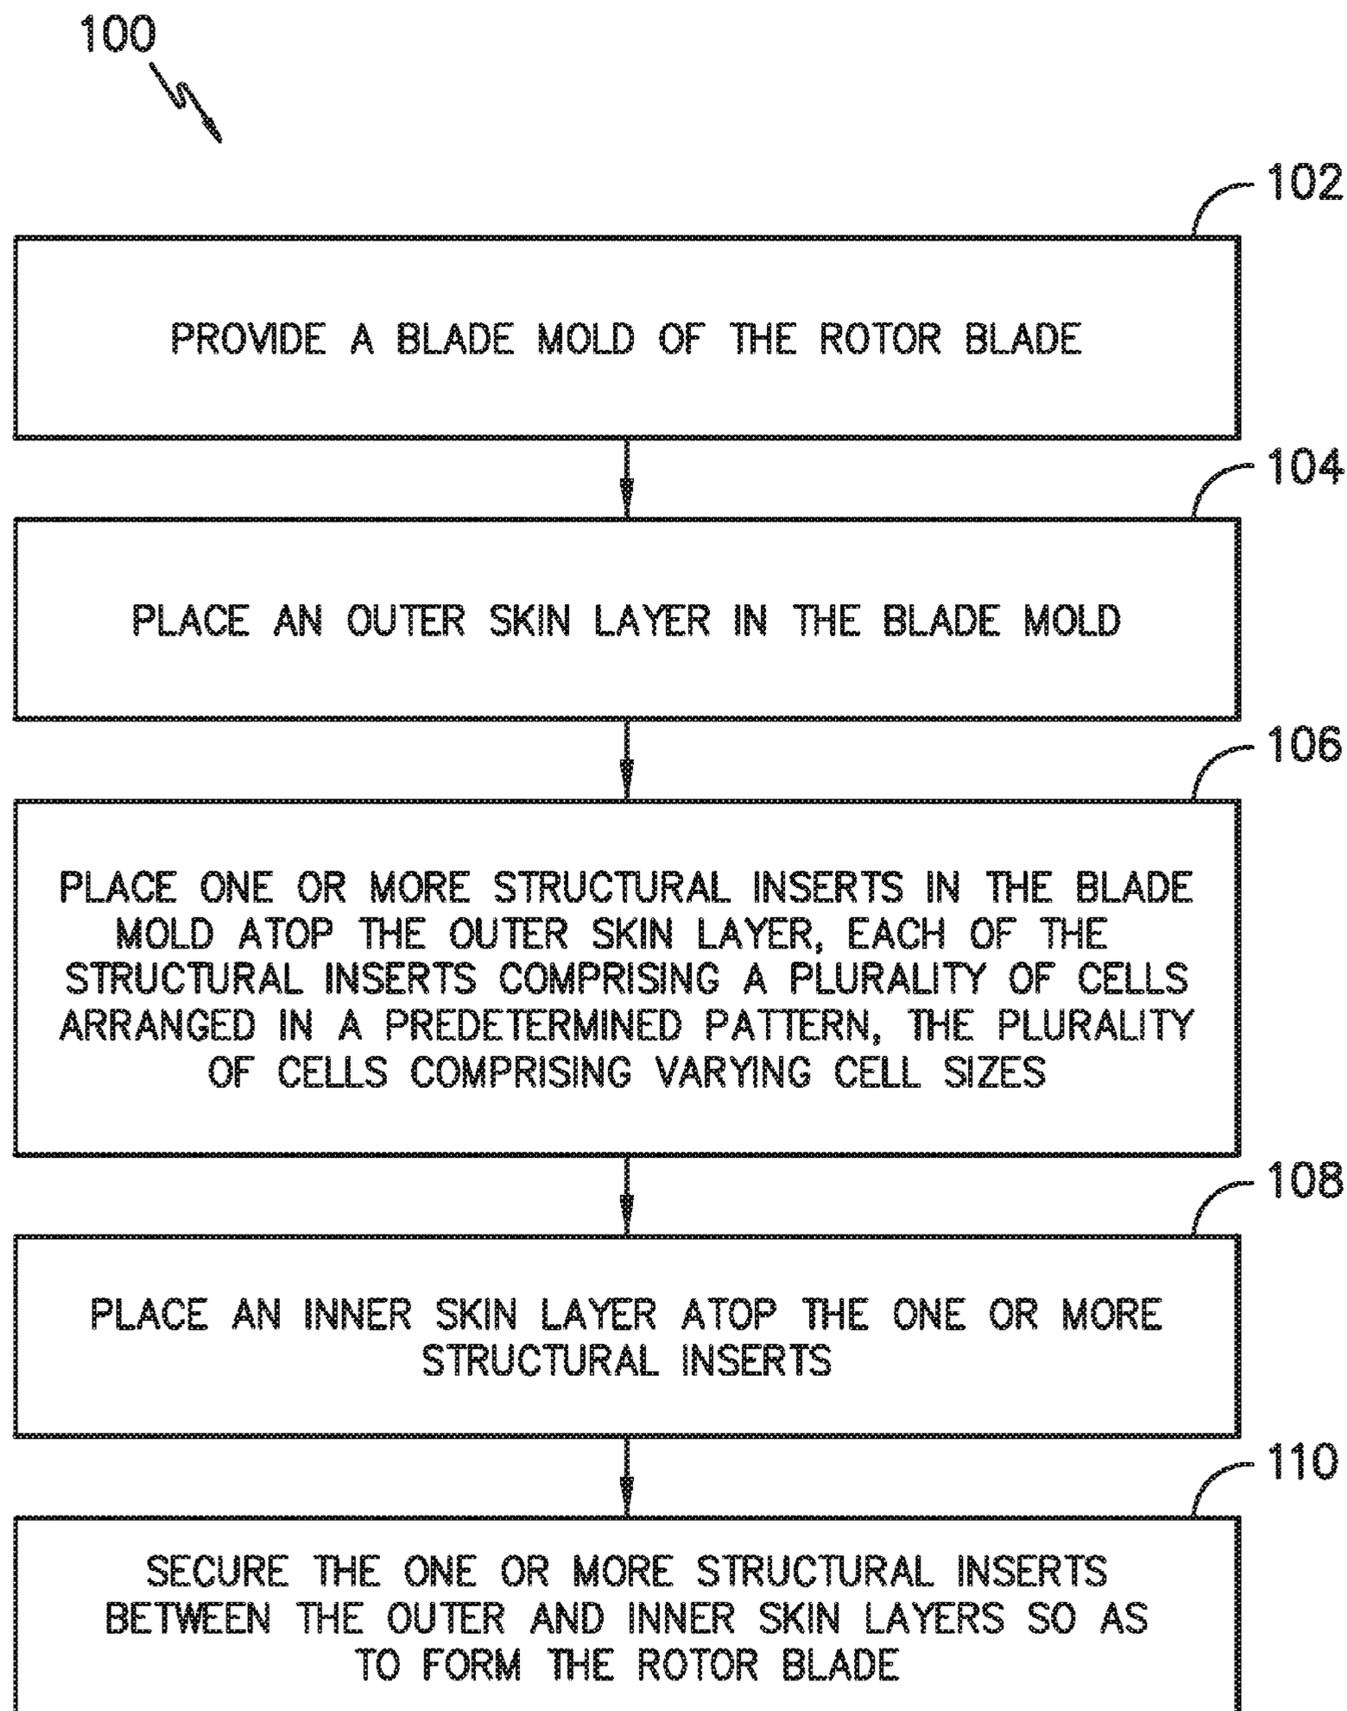 100
102
PROVIDE A BLADE MOLD OF THE ROTOR BLADE
104
PLACE AN OUTER SKIN LAYER IN THE BLADE MOLD
106
PLACE ONE OR MORE STRUCTURAL INSERTS IN THE BLADE
MOLD ATOP THE OUTER SKIN LAYER, EACH OF THE
STRUCTURAL INSERTS COMPRISING A PLURALITY OF CELLS
ARRANGED IN A PREDETERMINED PATTERN, THE PLURALITY
OF CELLS COMPRISING VARYING CELL SIZES
108
PLACE AN INNER SKIN LAYER ATOP THE ONE OR MORE
STRUCTURAL INSERTS
110
SECURE THE ONE OR MORE STRUCTURAL INSERTS
BETWEEN THE OUTER AND INNER SKIN LAYERS SO AS
TO FORM THE ROTOR BLADE